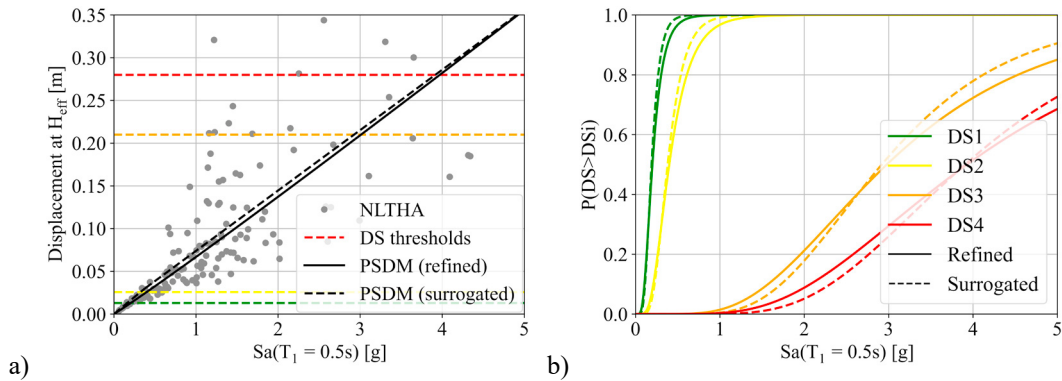 0.35
0.30
0.25
0.20
0.15
0.10
0.05
0.00
Displacement at H_eff [m]
NLTHA
DS thresholds
PSDM (refined)
PSDM (surrogated)
0 1 2 3 4 5
Sa(T₁ = 0.5s) [g]
a)
1.0
0.8
0.6
0.4
0.2
0.0
P(DS>DSi)
DS1
DS2
DS3
DS4
Refined
Surrogated
0 1 2 3 4 5
Sa(T₁ = 0.5s) [g]
b)